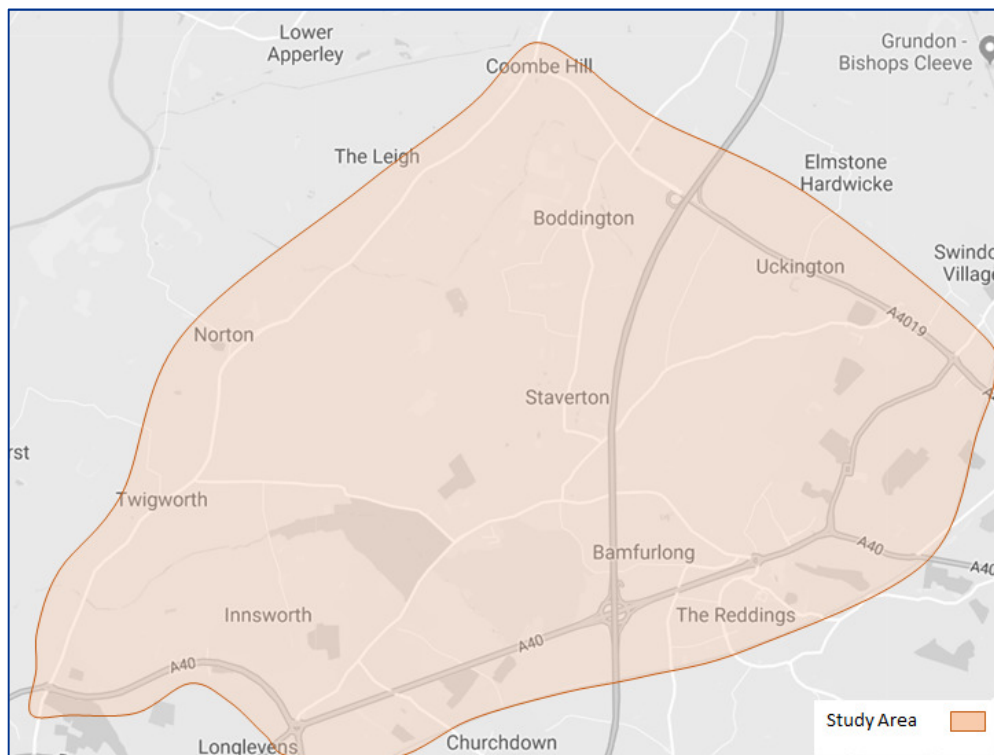 Lower
Apperley
Grundon -
Bishops Cleeve
Coombe Hill
The Leigh
Elmstone
Hardwicke
Boddington
Uckington
Swindo
Village
A4019
Norton
Staverton
rst
Twigworth
Bamfurlong
A40
A40
Innsworth
The Reddings
A40
A40
Longlevens
Churchdown
Study Area